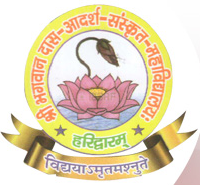 श्री भगवान दास-आदर्श-संस्कृत-महाविद्यालयः
हरिद्वारम्
विद्ययाऽमृतमश्नुते